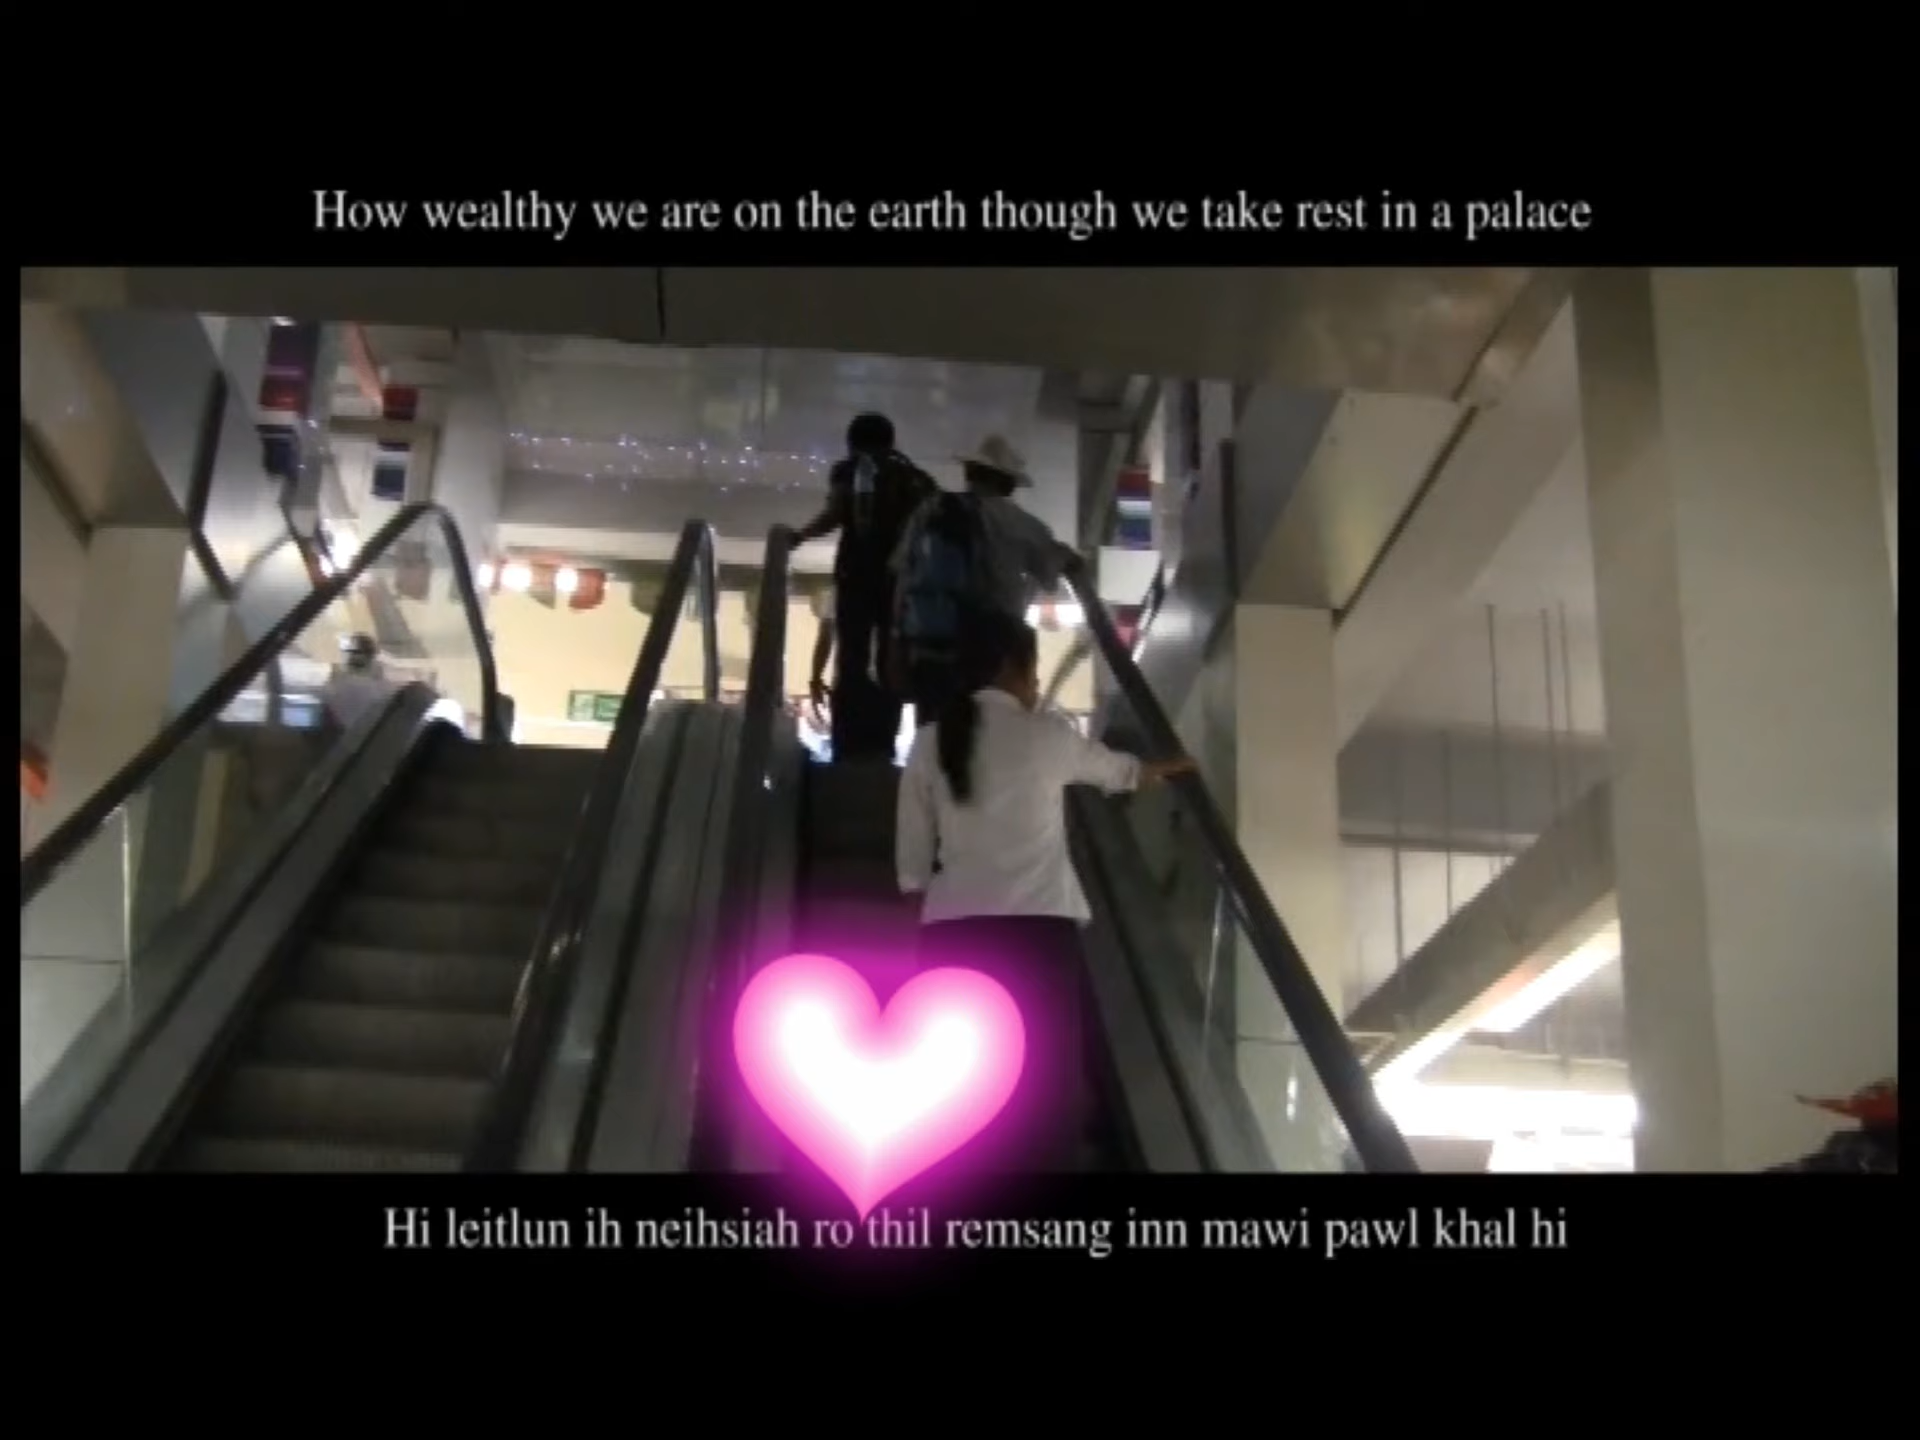 How wealthy we are on the earth though we take rest in a palace
Hi leitlun ih neihsiah ro thil remsang inn mawi pawl khal hi